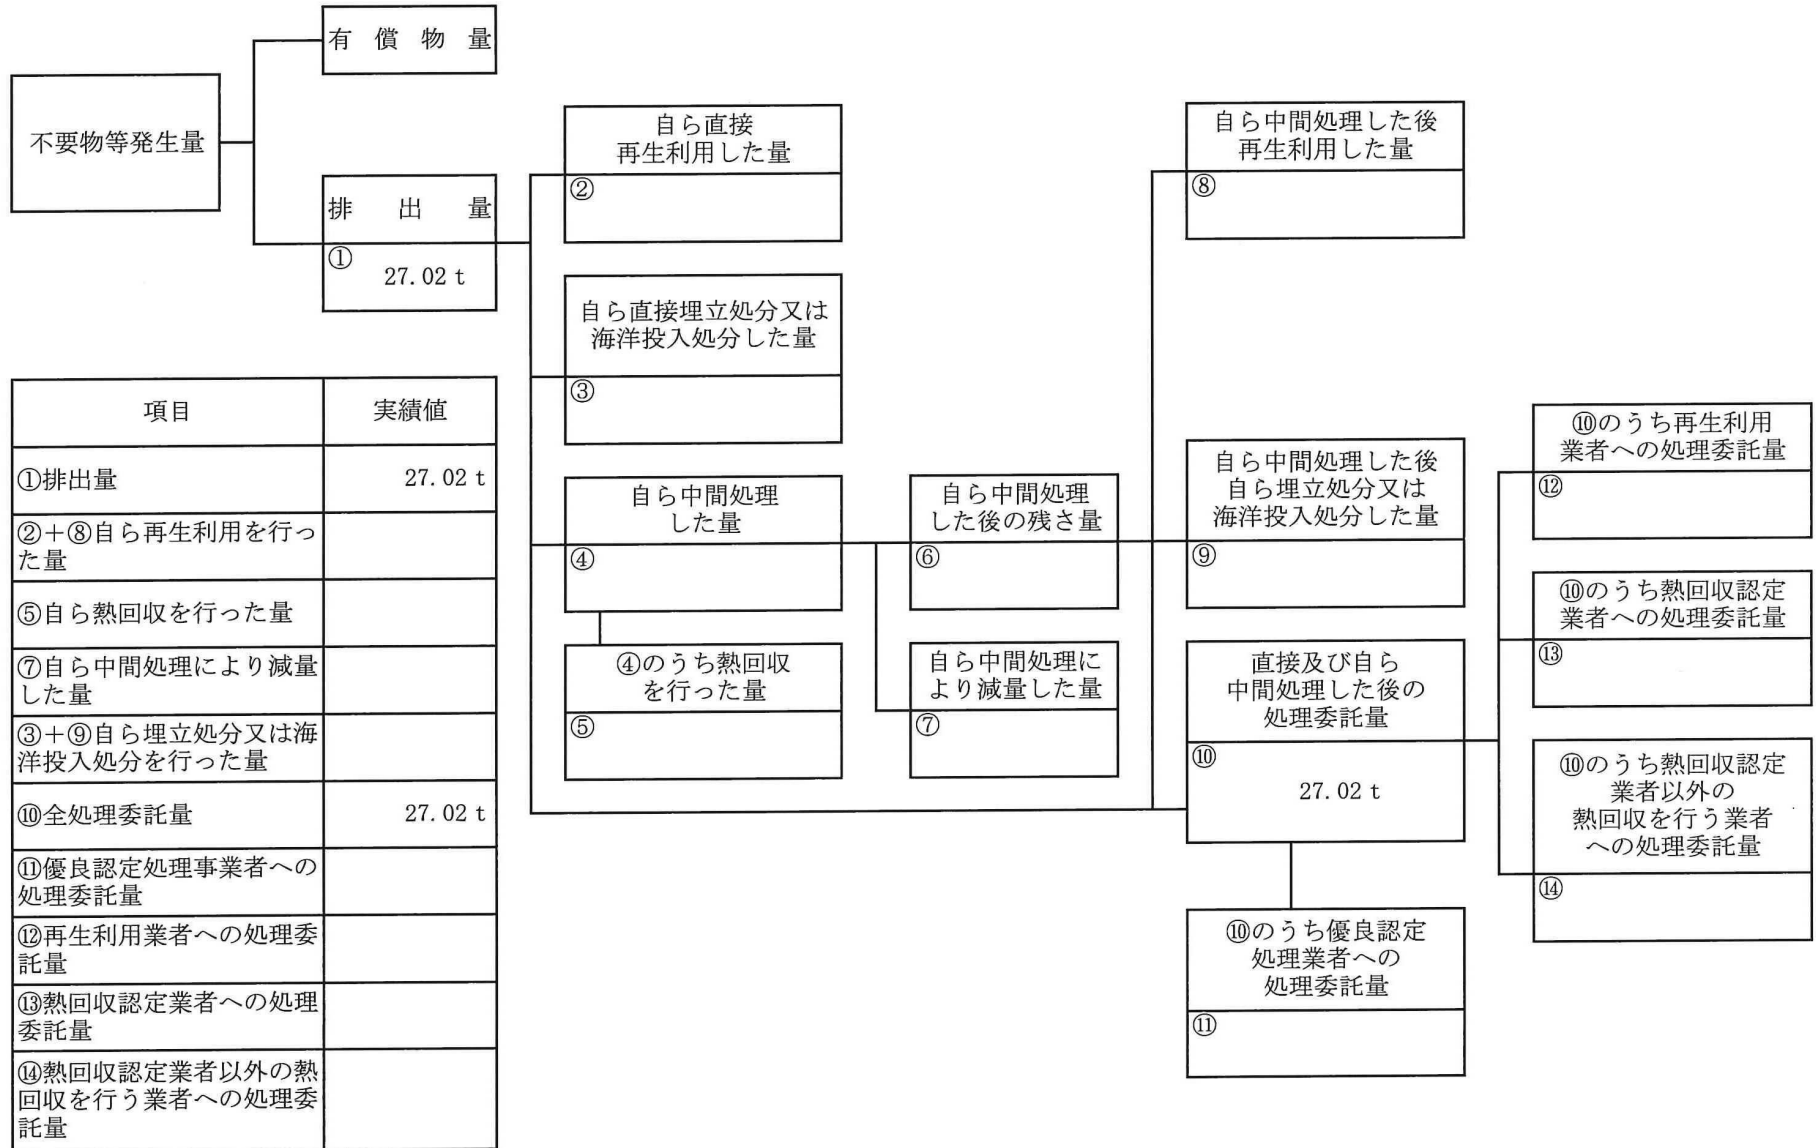 有償物量
不要物等発生量
排出量
①
27.02 t
自ら直接
再生利用した量
②
自ら直接埋立処分又は
海洋投入処分した量
③
自ら中間処理
した量
④
④のうち熱回収
を行った量
⑤
自ら中間処理
した後の残さ量
⑥
自ら中間処理に
より減量した量
⑦
自ら中間処理した後
再生利用した量
⑧
自ら中間処理した後
自ら埋立処分又は
海洋投入処分した量
⑨
直接及び自ら
中間処理した後の
処理委託量
⑩
27.02 t
⑩のうち優良認定
処理業者への
処理委託量
⑪
⑩のうち再生利用
業者への処理委託量
⑫
⑩のうち熱回収認定
業者への処理委託量
⑬
⑩のうち熱回収認定
業者以外の
熱回収を行う業者
への処理委託量
⑭
項目 実績値
①排出量 27.02 t
②+⑧自ら再生利用を行っ
た量
⑤自ら熱回収を行った量
⑦自ら中間処理により減量
した量
③+⑨自ら埋立処分又は海
洋投入処分を行った量
⑩全処理委託量 27.02 t
⑪優良認定処理事業者への
処理委託量
⑫再生利用業者への処理委
託量
⑬熱回収認定業者への処理
委託量
⑭熱回収認定業者以外の熱
回収を行う業者への処理委
託量